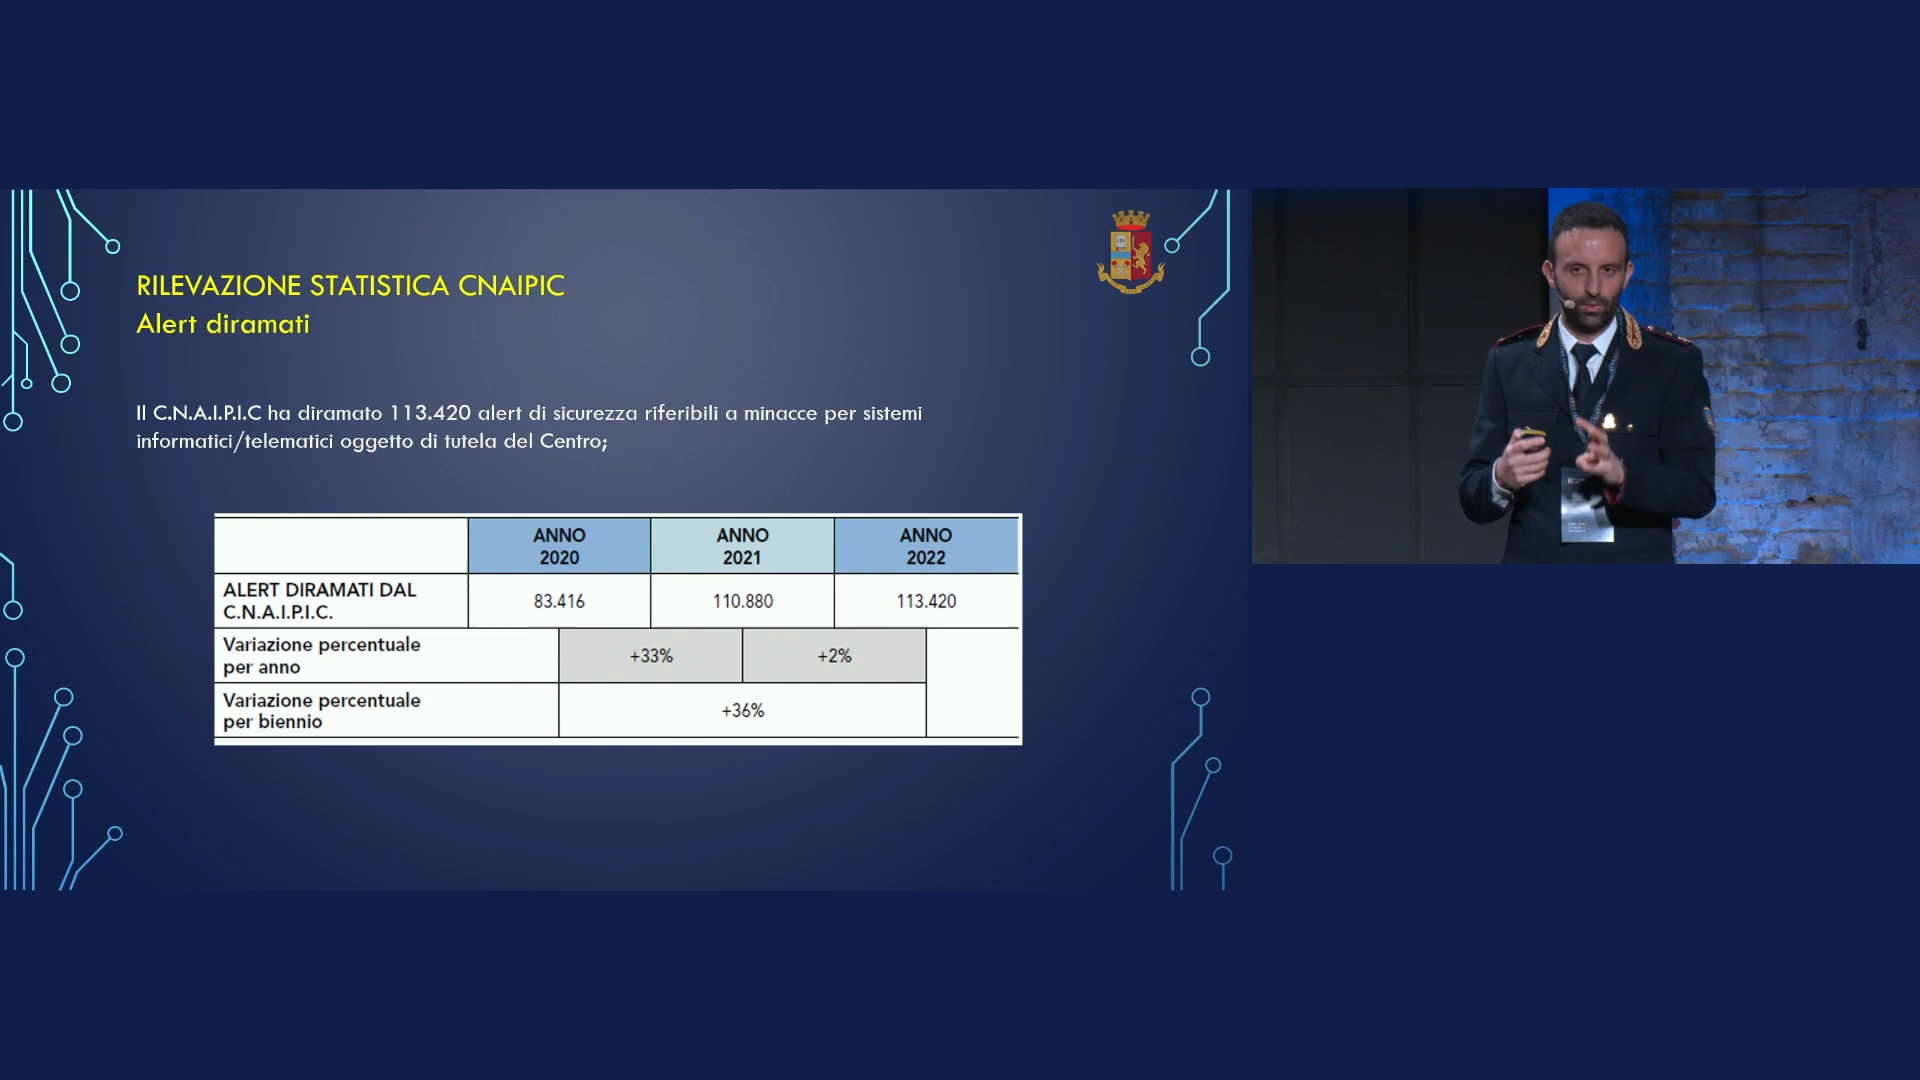 RILEVAZIONE STATISTICA CNAIPIC
Alert diramati
Il C.N.A.I.P.I.C ha diramato 113.420 alert di sicurezza riferibili a minacce per sistemi
informatici/telematici oggetto di tutela del Centro;
ANNO 2020 ANNO 2021 ANNO 2022
ALERT DIRAMATI DAL
C.N.A.I.P.I.C.
83.416 110.880 113.420
Variazione percentuale
per anno
+33% +2%
Variazione percentuale
per biennio
+36%